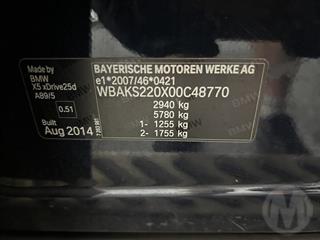 Made by
BMW
X5 xDrive25d
A89/5
0.51
Aug 2014
BAYERISCHE MOTOREN WERKE AG
e1*2007/46*0421
WBAKS220X00C48770
2940 kg
5780 kg
1- 1255 kg
2- 1755 kg